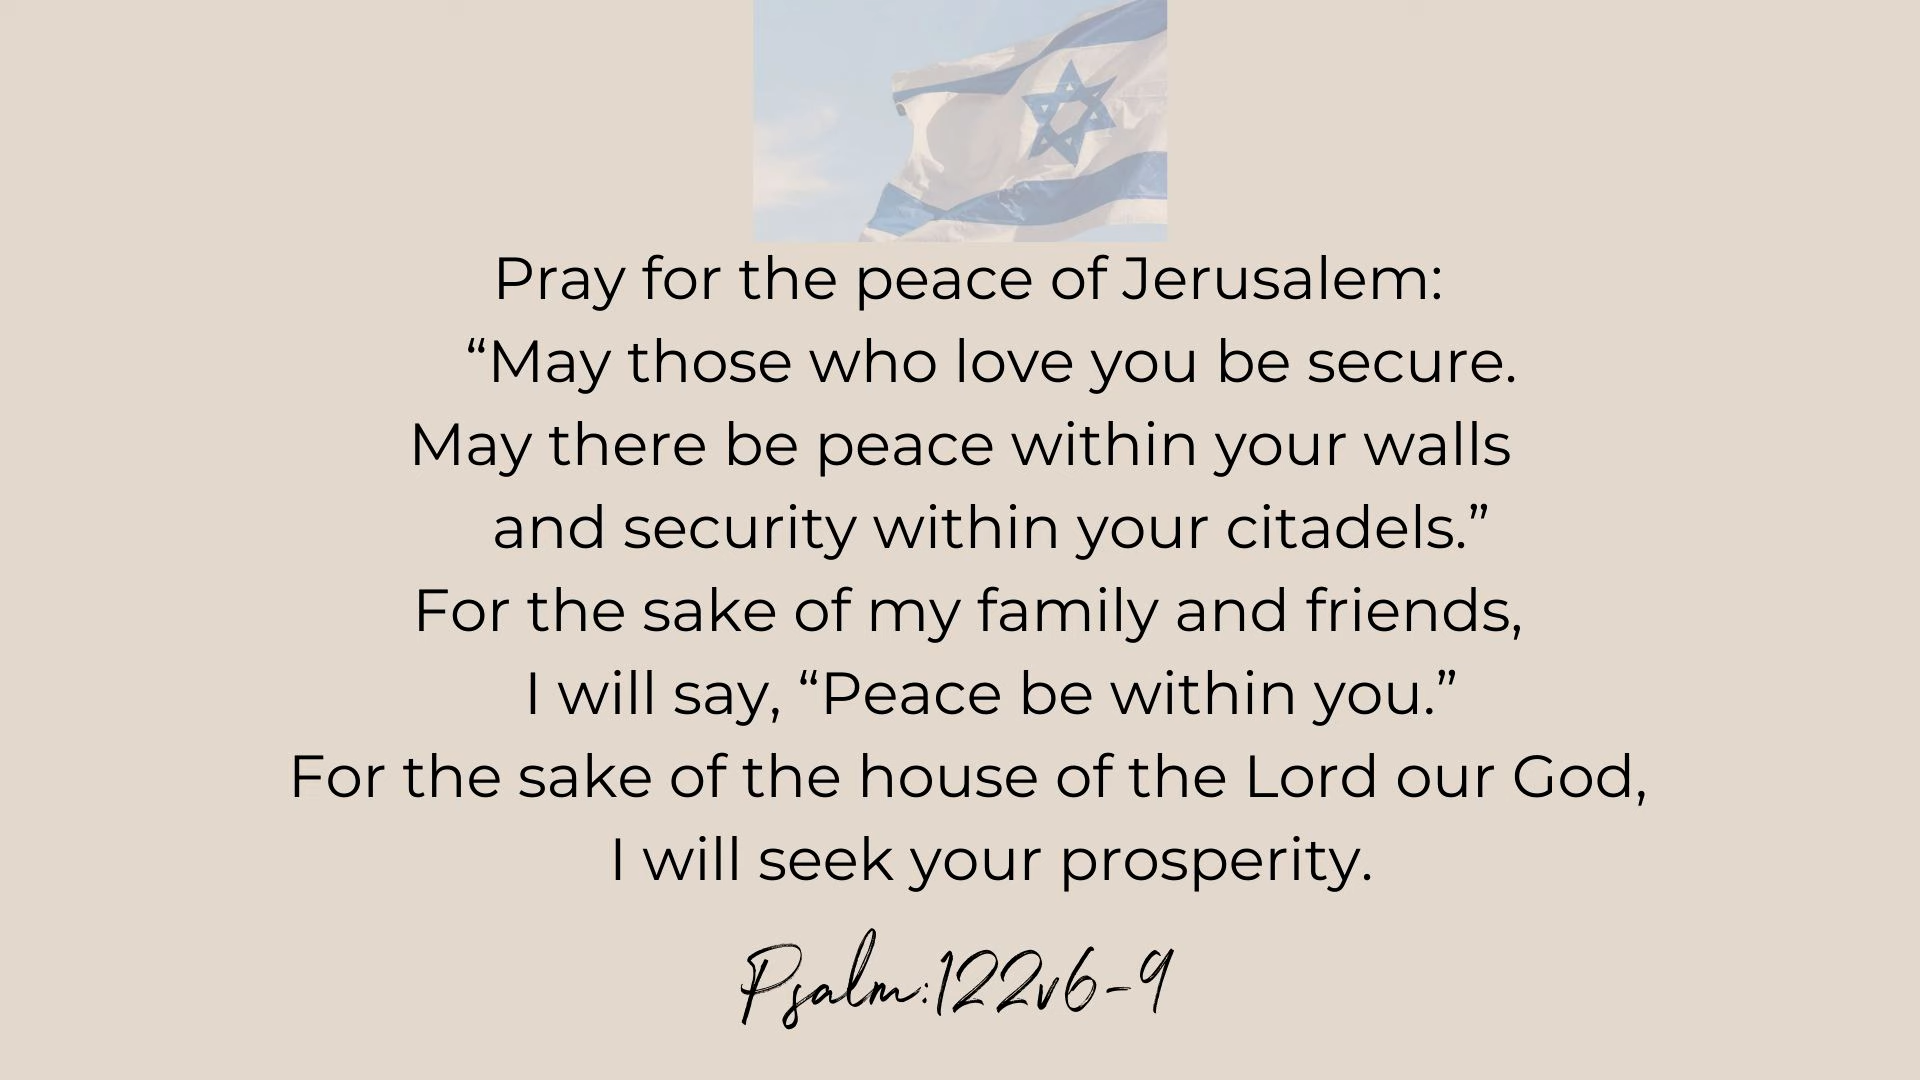 Pray for the peace of Jerusalem:
“May those who love you be secure.
May there be peace within your walls
and security within your citadels.”
For the sake of my family and friends,
I will say, “Peace be within you.”
For the sake of the house of the Lord our God,
I will seek your prosperity.
Psalm:122v6-9